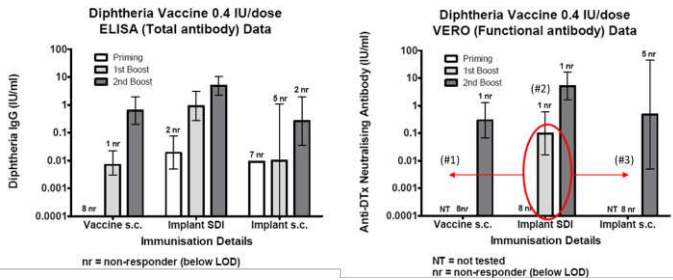 Diphtheria Vaccine 0.4 IU/dose
ELISA (Total antibody) Data
Diphtheria IgG (IU/ml)
100
10
1
0.1
0.01
0.001
0.0001
Priming
1st Boost
2nd Boost
8 nr
1 nr
2 nr
7 nr
5 nr
2 nr
Vaccine s.c.
Implant SDI
Implant s.c.
Immunisation Details
nr = non-responder (below LOD)
Diphtheria Vaccine 0.4 IU/dose
VERO (Functional antibody) Data
Anti-DTx Neutralising Antibody (IU/ml)
100
10
1
0.1
0.01
0.001
0.0001
Priming
1st Boost
2nd Boost
(#1)
(#2)
(#3)
NT 8nr
1 nr
8 nr
1 nr
1 nr
NT 8 nr
5 nr
Vaccine s.c.
Implant SDI
Implant s.c.
Immunisation Details
NT = not tested
nr = non-responder (below LOD)